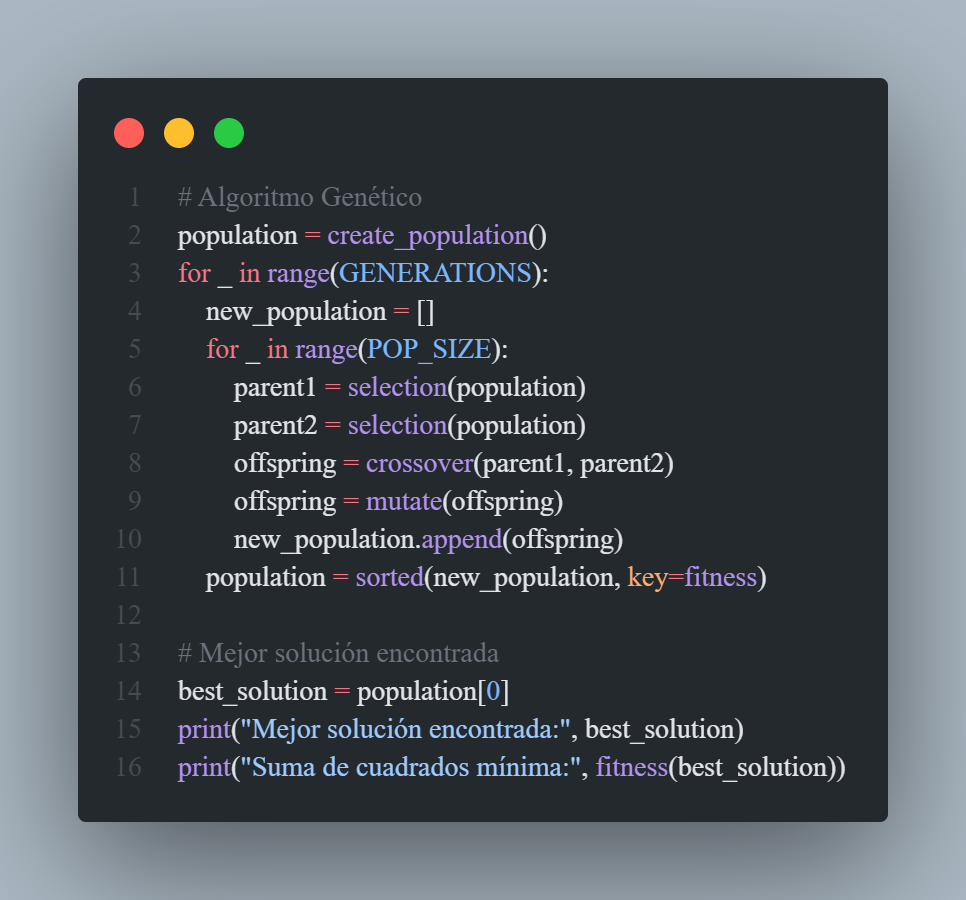 1 # Algoritmo Genético
2 population = create_population()
3 for _ in range(GENERATIONS):
4     new_population = []
5     for _ in range(POP_SIZE):
6         parent1 = selection(population)
7         parent2 = selection(population)
8         offspring = crossover(parent1, parent2)
9         offspring = mutate(offspring)
10         new_population.append(offspring)
11     population = sorted(new_population, key=fitness)
12
13 # Mejor solución encontrada
14 best_solution = population[0]
15 print("Mejor solución encontrada:", best_solution)
16 print("Suma de cuadrados mínima:", fitness(best_solution))